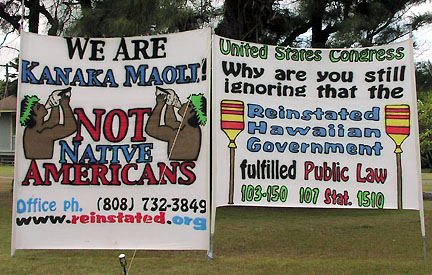 WE ARE
KANAKA MAOLI!
NOT
NATIVE
AMERICANS
Office ph. (808) 732-3849
www.reinstated.org
United States Congress
Why are you still
ignoring that the
Reinstated
Hawaiian
Government
fulfilled Public Law
103-150 107 Stat. 1510